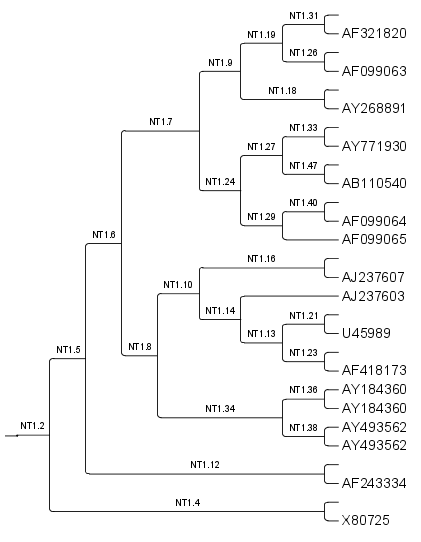 NT1.31
NT1.19
AF321820
NT1.26
NT1.9
AF099063
NT1.18
AY268891
NT1.7
NT1.33
AY771930
NT1.27
NT1.47
AB110540
NT1.24
NT1.40
NT1.29
AF099064
NT1.6
AF099065
NT1.16
AJ237607
NT1.10
AJ237603
NT1.14
NT1.21
U45989
NT1.13
NT1.8
NT1.5
NT1.23
AF418173
NT1.36
AY184360
NT1.34
AY184360
NT1.2
NT1.38
AY493562
AY493562
NT1.12
AF243334
NT1.4
X80725